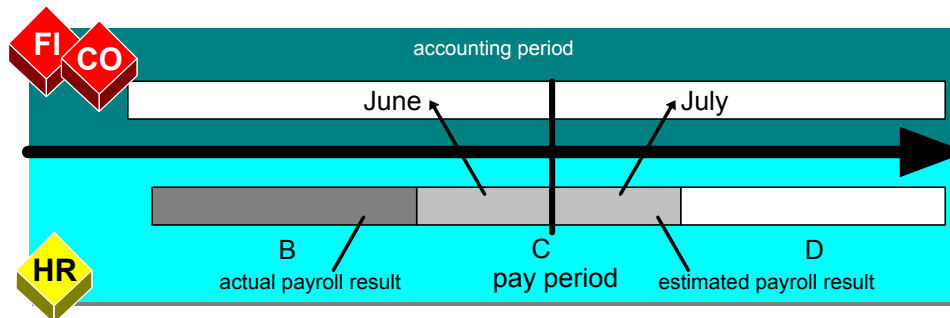 FI
CO
accounting period
June
July
B
C
D
actual payroll result
pay period
estimated payroll result
HR